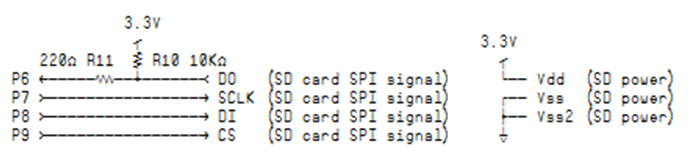 3.3V
220Ω R11 R10 10KΩ
P6 DO (SD card SPI signal)
P7 SCLK (SD card SPI signal)
P8 DI (SD card SPI signal)
P9 CS (SD card SPI signal)
3.3V
Vdd (SD power)
Vss (SD power)
Vss2 (SD power)